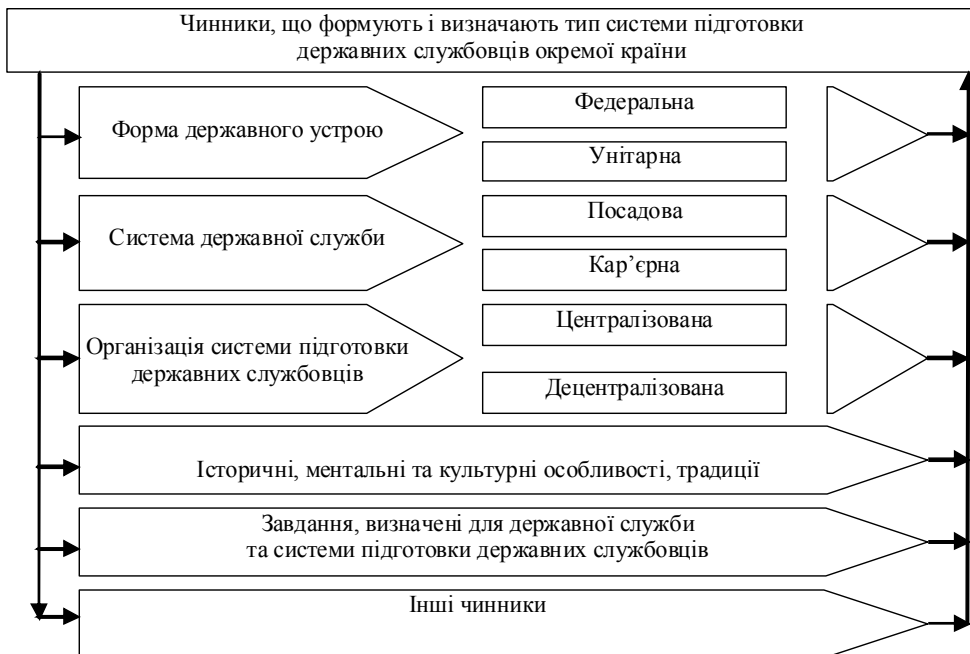 Чинники, що формують і визначають тип системи підготовки
державних службовців окремої країни
Форма державного устрою
Федеральна
Унітарна
Система державної служби
Посадова
Кар’єрна
Організація системи підготовки
державних службовців
Централізована
Децентралізована
Історичні, ментальні та культурні особливості, традиції
Завдання, визначені для державної служби
та системи підготовки державних службовців
Інші чинники